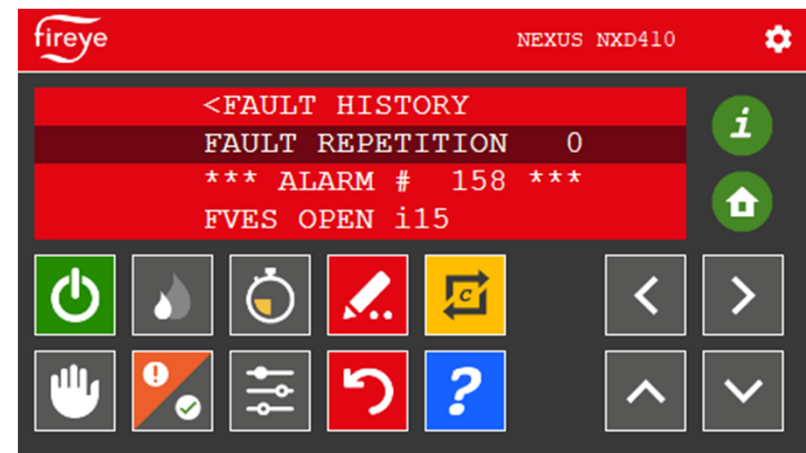 fireye
NEXUS NXD410
<FAULT HISTORY
FAULT REPETITION 0
*** ALARM # 158 ***
FVES OPEN i15
i
C
?